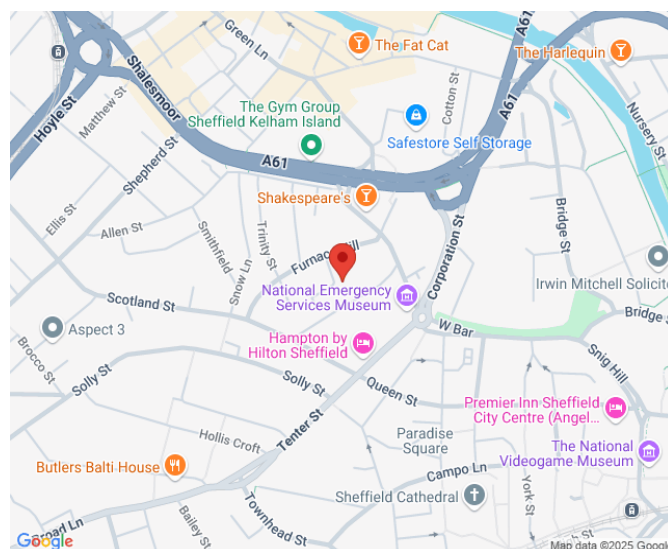 Green Ln
The Fat Cat
A61
The Harlequin
Shalesmoor
Hoyle St
Matthew St
The Gym Group
Sheffield Kelham Island
Cotton St
A61
Nursery St
Safestore Self Storage
A61
Shepherd St
Shakespeare's
Ellis St
Allen St
Smithfield
Trinity St
Snow Ln
Bridge St
Corporation St
Irwin Mitchell Solicito
National Emergency
Services Museum
Scotland St
Aspect 3
W Bar
Bridge S
Hampton by
Hilton Sheffield
Brocco St
Solly St
Solly St
Queen St
Snig Hill
Premier Inn Sheffield
City Centre (Angel...
Tenter St
Hollis Croft
Paradise
Square
The National
Videogame Museum
Butlers Balti House
Campo Ln
York St
Sheffield Cathedral
Townhead St
Bailey St
Broad Ln
Google
Map data ©2025 Google